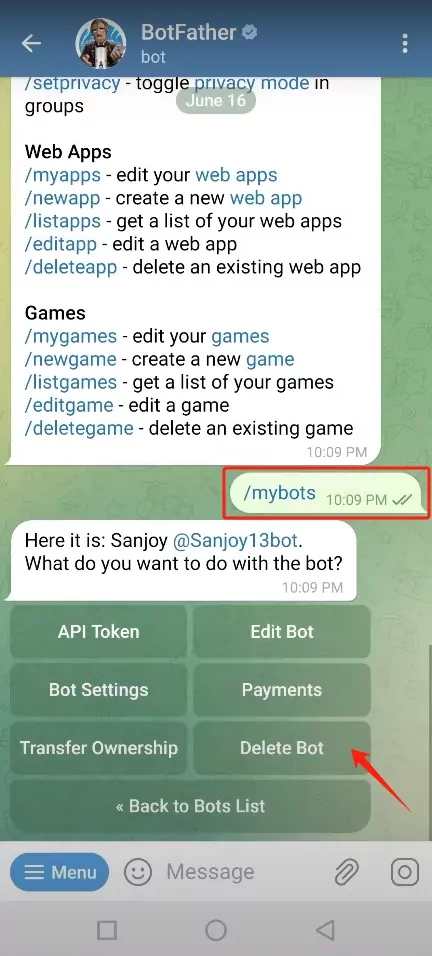 BotFather
bot
/setprivacy - toggle privacy mode in
groups
June 16
Web Apps
/myapps - edit your web apps
/newapp - create a new web app
/listapps - get a list of your web apps
/editapp - edit a web app
/deleteapp - delete an existing web app
Games
/mygames - edit your games
/newgame - create a new game
/listgames - get a list of your games
/editgame - edit a game
/deletegame - delete an existing game
10:09 PM
/mybots 10:09 PM
Here it is: Sanjoy @Sanjoy13bot.
What do you want to do with the bot?
10:09 PM
API Token Edit Bot
Bot Settings Payments
Transfer Ownership Delete Bot
« Back to Bots List
Menu Message